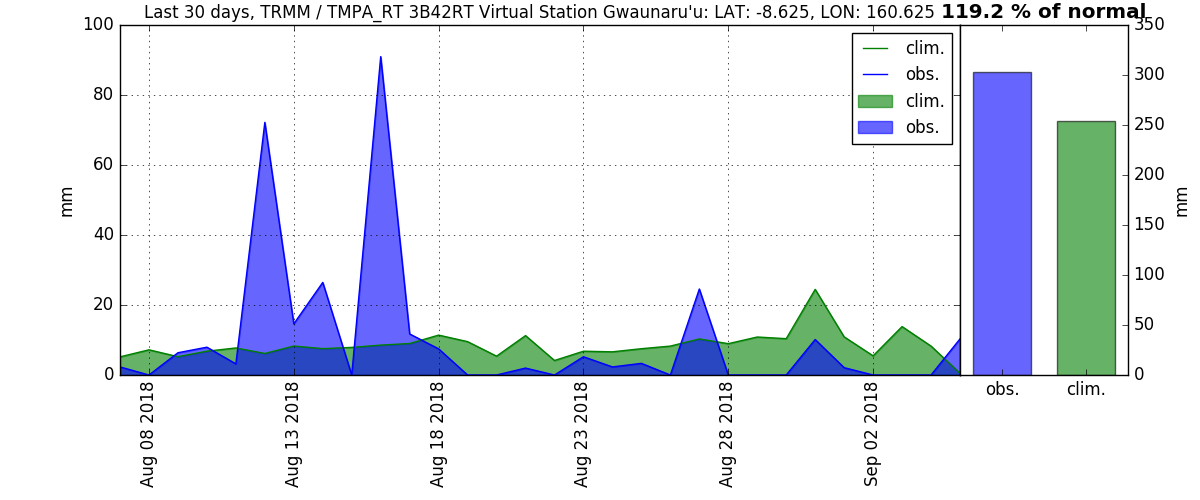 Last 30 days, TRMM / TMPA_RT 3B42RT Virtual Station Gwaunaru'u: LAT: -8.625, LON: 160.625 119.2 % of normal
100
80
60
40
20
0
mm
clim.
obs.
clim.
obs.
350
300
250
200
150
100
50
0
mm
Aug 08 2018
Aug 13 2018
Aug 18 2018
Aug 23 2018
Aug 28 2018
Sep 02 2018
obs. clim.